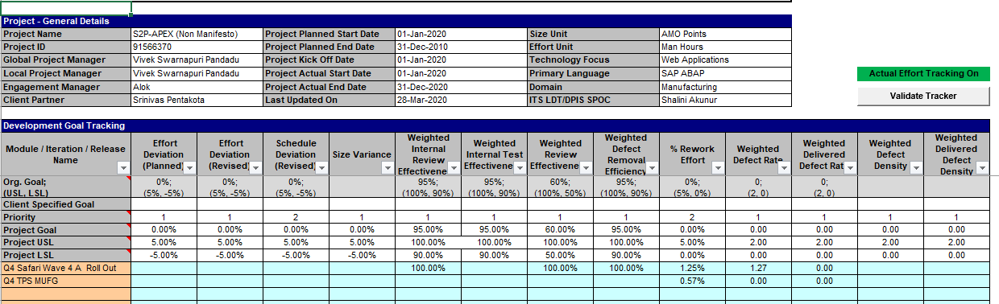 Project - General Details
Project Name S2P-APEX (Non Manifesto) Project Planned Start Date 01-Jan-2020 Size Unit AMO Points
Project ID 91566370 Project Planned End Date 31-Dec-2010 Effort Unit Man Hours
Global Project Manager Vivek Swarnapuri Pandadu Project Kick Off Date 01-Jan-2020 Technology Focus Web Applications
Local Project Manager Vivek Swarnapuri Pandadu Project Actual Start Date 01-Jan-2020 Primary Language SAP ABAP
Actual Effort Tracking On
Engagement Manager Alok Project Actual End Date 31-Dec-2020 Domain Manufacturing
Client Partner Srinivas Pentakota Last Updated On 28-Mar-2020 ITS LDT/DPIS SPOC Shalini Akunur
Validate Tracker
Development Goal Tracking
Module / Iteration / Release
Name
Effort
Deviation
(Planned)
Effort
Deviation
(Revised)
Schedule
Deviation
(Revised)
Size Variance
Weighted
Internal
Review
Effectivene
Weighted
Internal Test
Effectivene
Weighted
Review
Effectivene
Weighted
Defect
Removal
Efficiency
% Rework
Effort
Weighted
Defect Rate
Weighted
Delivered
Defect Rat
Weighted
Defect
Density
Weighted
Delivered
Defect
Density
Org. Goal; 0%; 0%; 0%; 95%; 95%; 60%; 95%; 0%; 0; 0;
(USL, LSL) (5%, -5%) (5%, -5%) (5%, -5%) (100%, 90%) (100%, 90%) (100%, 50%) (100%, 90%) (5%, 0%) (2, 0) (2, 0)
Client Specified Goal
Priority 1 1 2 1 1 1 1 1 2 1 1 1 1
Project Goal 0.00% 0.00% 0.00% 0.00% 95.00% 95.00% 60.00% 95.00% 0.00% 0.00 0.00 0.00 0.00
Project USL 5.00% 5.00% 5.00% 5.00% 100.00% 100.00% 100.00% 100.00% 5.00% 2.00 2.00 2.00 2.00
Project LSL -5.00% -5.00% -5.00% -5.00% 90.00% 90.00% 50.00% 90.00% 0.00% 0.00 0.00 0.00 0.00
Q4 Safari Wave 4 A Roll Out 100.00% 100.00% 100.00% 1.25% 1.27 0.00
Q4 TPS MUFG 0.57% 0.00 0.00